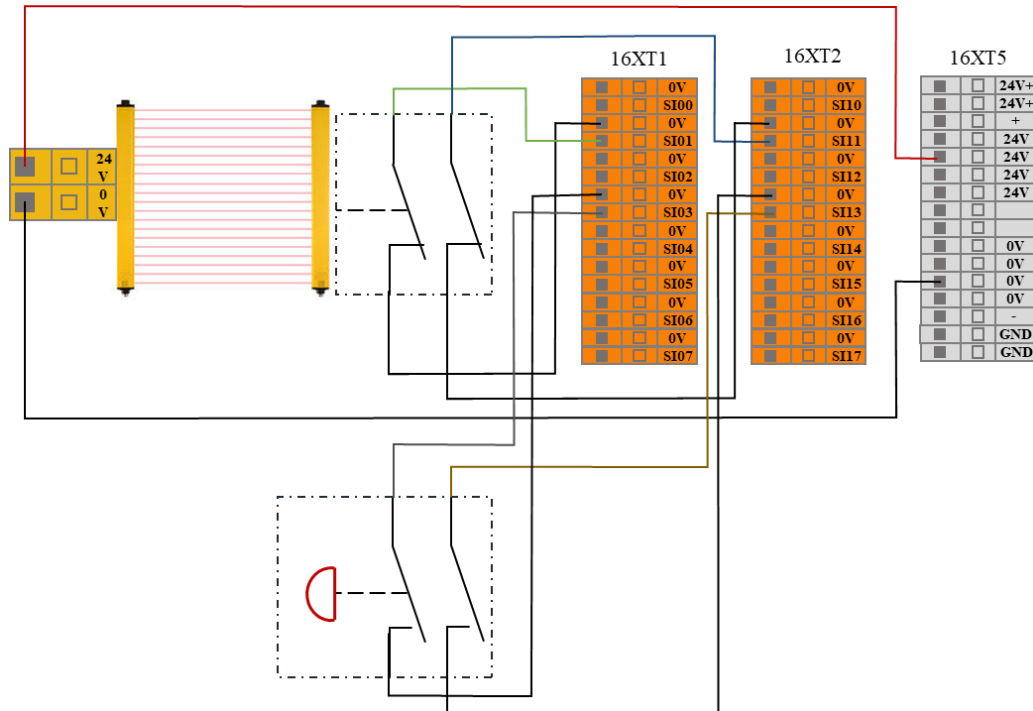 16XT1
16XT2
16XT5
24
V
0
V
0V
SI00
0V
SI01
0V
SI02
0V
SI03
0V
SI04
0V
SI05
0V
SI06
0V
SI07
0V
SI10
0V
SI11
0V
SI12
0V
SI13
0V
SI14
0V
SI15
0V
SI16
0V
SI17
24V+
24V+
+
24V
24V
24V
24V
0V
0V
0V
0V
-
GND
GND